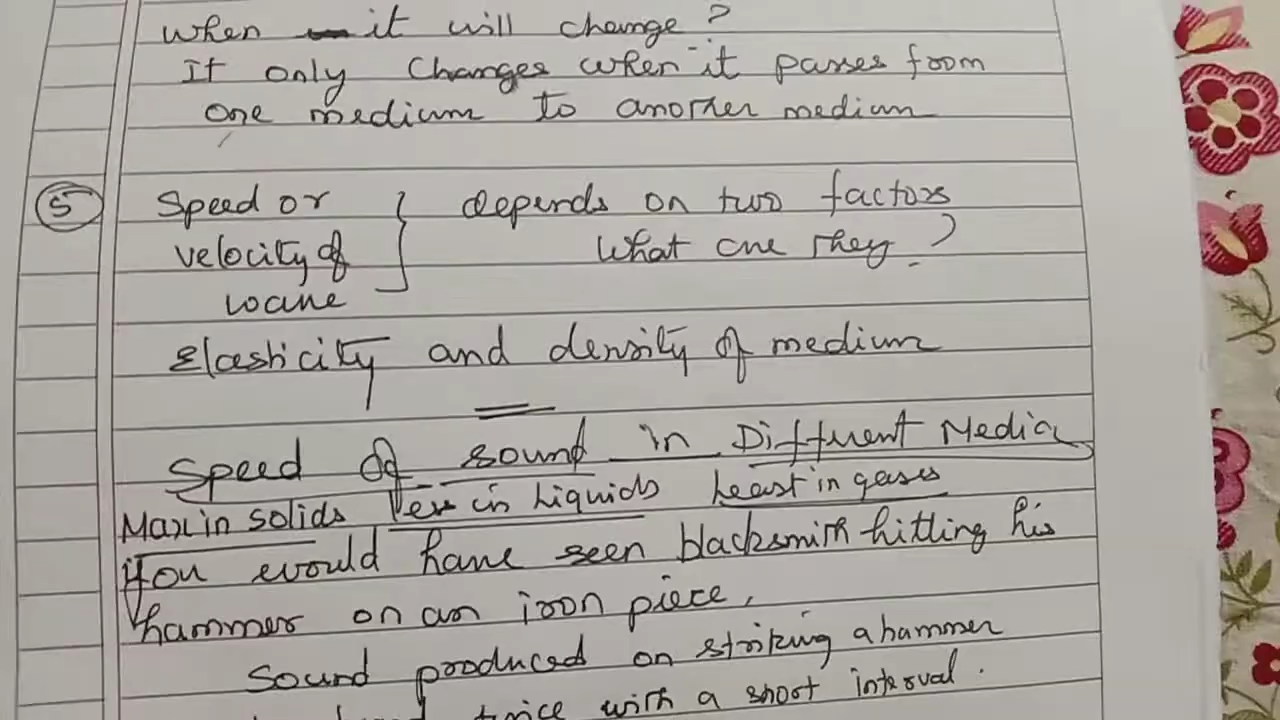 When it will change?
It only changes when it passes from
one medium to another medium
5 Speed or } depends on two factors
velocity of What are they?
wave
Elasticity and density of medium
Speed of sound in Different Media
Max in solids Less in Liquids Least in gases
You would have seen blacksmith hitting his
hammer on an iron piece.
Sound produced on striking a hammer
twice with a short interval.